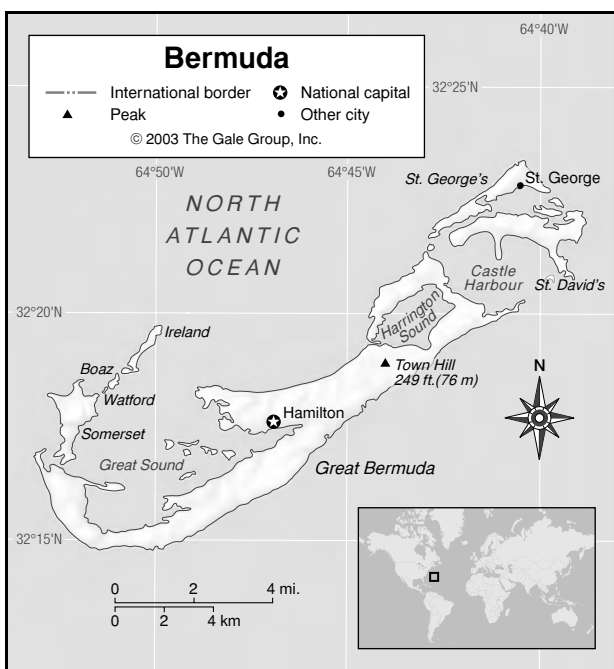 64°40'W
Bermuda
International border
National capital
Peak
Other city
© 2003 The Gale Group, Inc.
32°25'N
64°50'W
64°45'W
St. George's
St. George
NORTH
ATLANTIC
OCEAN
Castle
Harbour
St. David's
32°20'N
Harrington
Sound
Ireland
Boaz
Watford
Town Hill
249 ft.(76 m)
N
Hamilton
Somerset
Great Sound
Great Bermuda
32°15'N
0 2 4 mi.
0 2 4 km